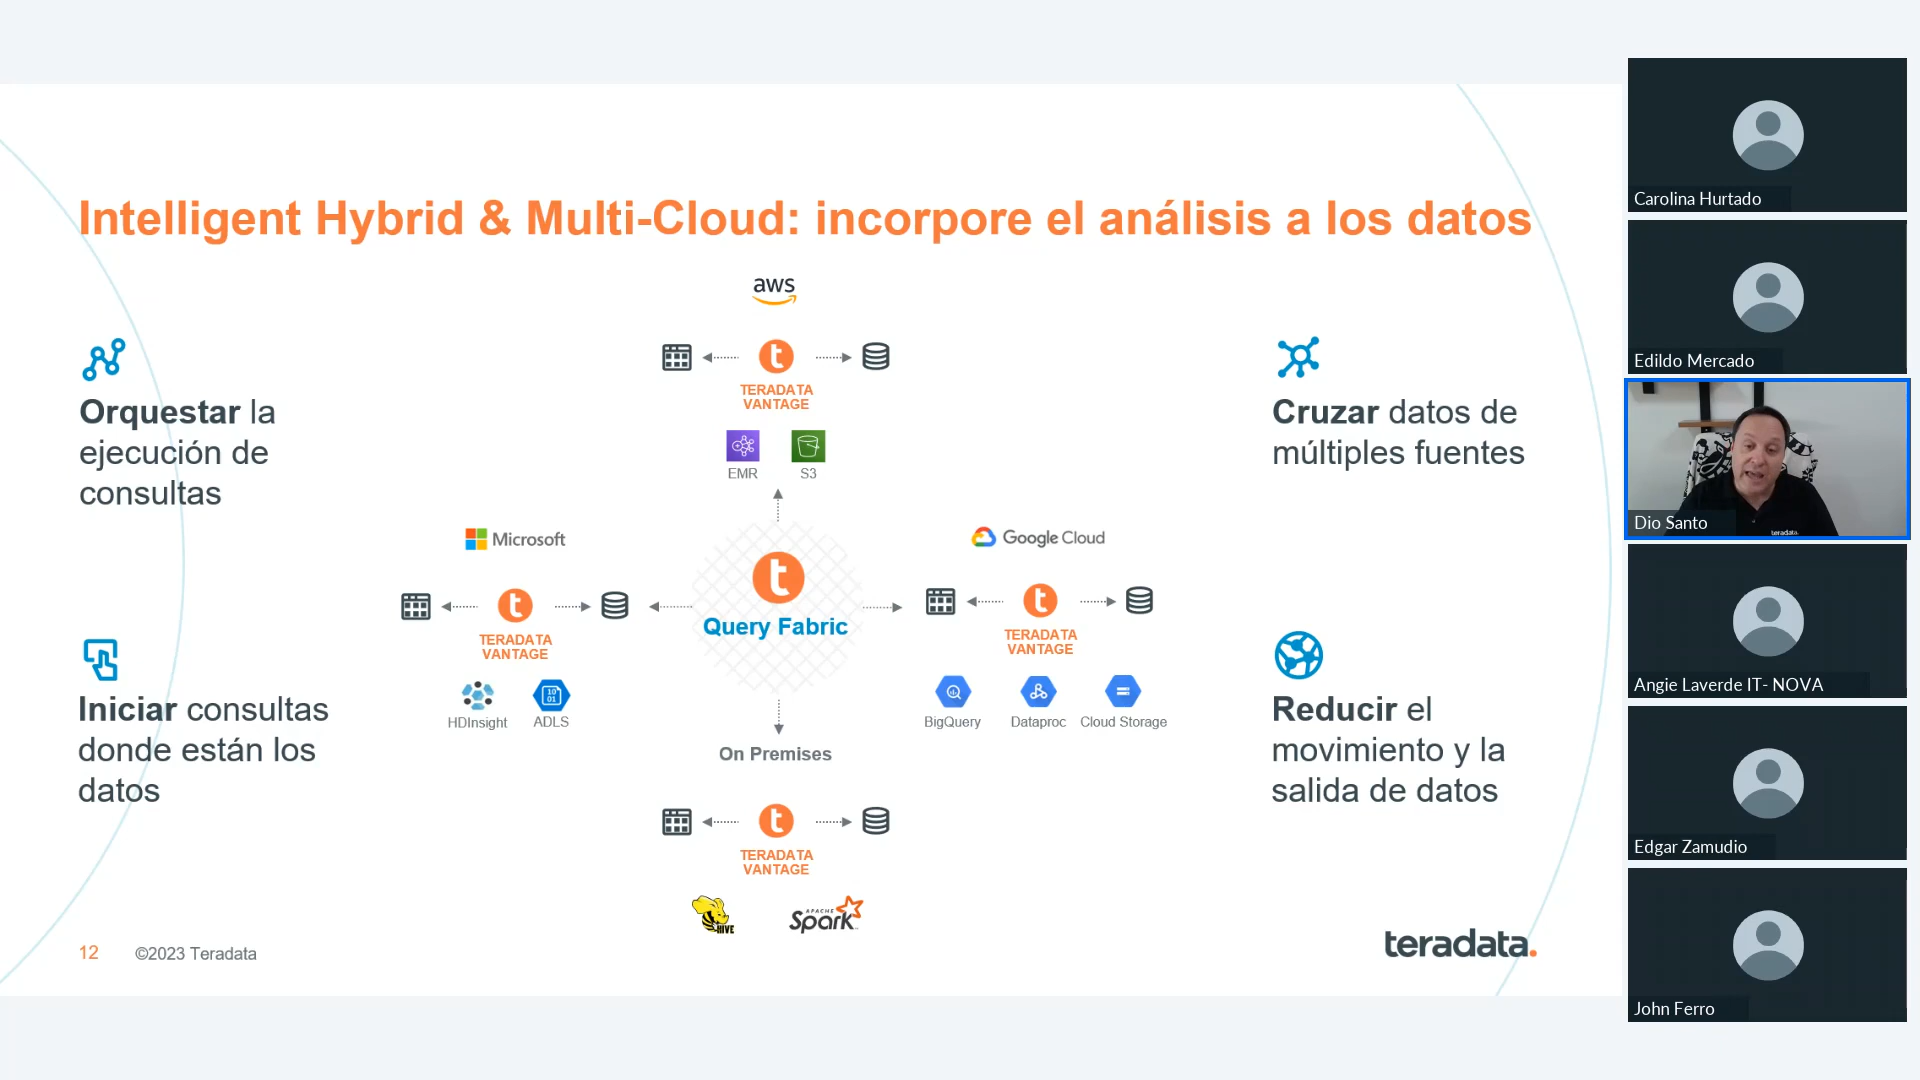 Intelligent Hybrid & Multi-Cloud: incorpore el análisis a los datos
Orquestar la
ejecución de
consultas
Iniciar consultas
donde están los
datos
aws
TERADATA
VANTAGE
EMR
S3
Microsoft
TERADATA
VANTAGE
HDInsight
ADLS
Query Fabric
Google Cloud
TERADATA
VANTAGE
BigQuery
Dataproc
Cloud Storage
On Premises
TERADATA
VANTAGE
HIVE
APACHE
Spark
Cruzar datos de
múltiples fuentes
Reducir el
movimiento y la
salida de datos
12
©2023 Teradata
teradata.
Carolina Hurtado
Edildo Mercado
teradata.
Dio Santo
Angie Laverde IT- NOVA
Edgar Zamudio
John Ferro